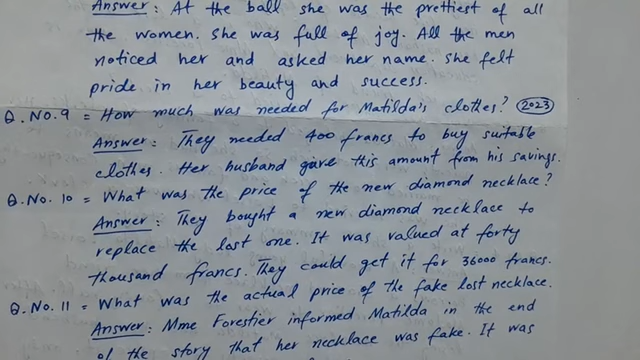 Answer: At the ball she was the prettiest of all
the women. She was full of joy. All the men
noticed her and asked her name. She felt
pride in her beauty and success.
Q. No. 9 = How much was needed for Matilda's clothes? 2023
Answer: They needed 400 francs to buy suitable
clothes. Her husband gave this amount from his savings.
Q. No. 10 = What was the price of the new diamond necklace?
Answer: They bought a new diamond necklace to
replace the last one. It was valued at forty
thousand francs. They could get it for 36000 francs.
Q. No. 11 = What was the actual price of the fake lost necklace.
Answer: Mme Forestier informed Matilda in the end
of the story that her necklace was fake. It was